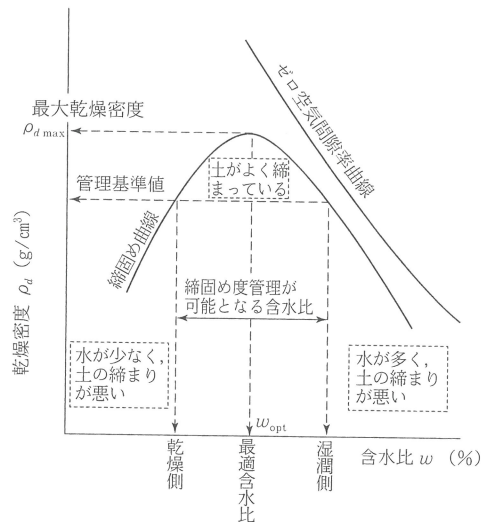 最大乾燥密度
ρd max
管理基準値
乾燥密度 ρd (g/cm³)
締固め曲線
ゼロ空気間隙率曲線
土がよく締
まっている
締固め度管理が
可能となる含水比
水が少なく,
土の締まり
が悪い
水が多く,
土の締まり
が悪い
wopt
乾燥側
最適含水比
湿潤側
含水比 w (%)